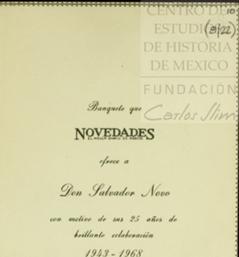 CENTRO DE
ESTUDIOS
DE HISTORIA
DE MEXICO
FUNDACIÓN
Carlos Slim
Banquete que
NOVEDADES
ofrece a
Don Salvador Novo
con motivo de sus 25 años de
brillante colaboración
1943 - 1968